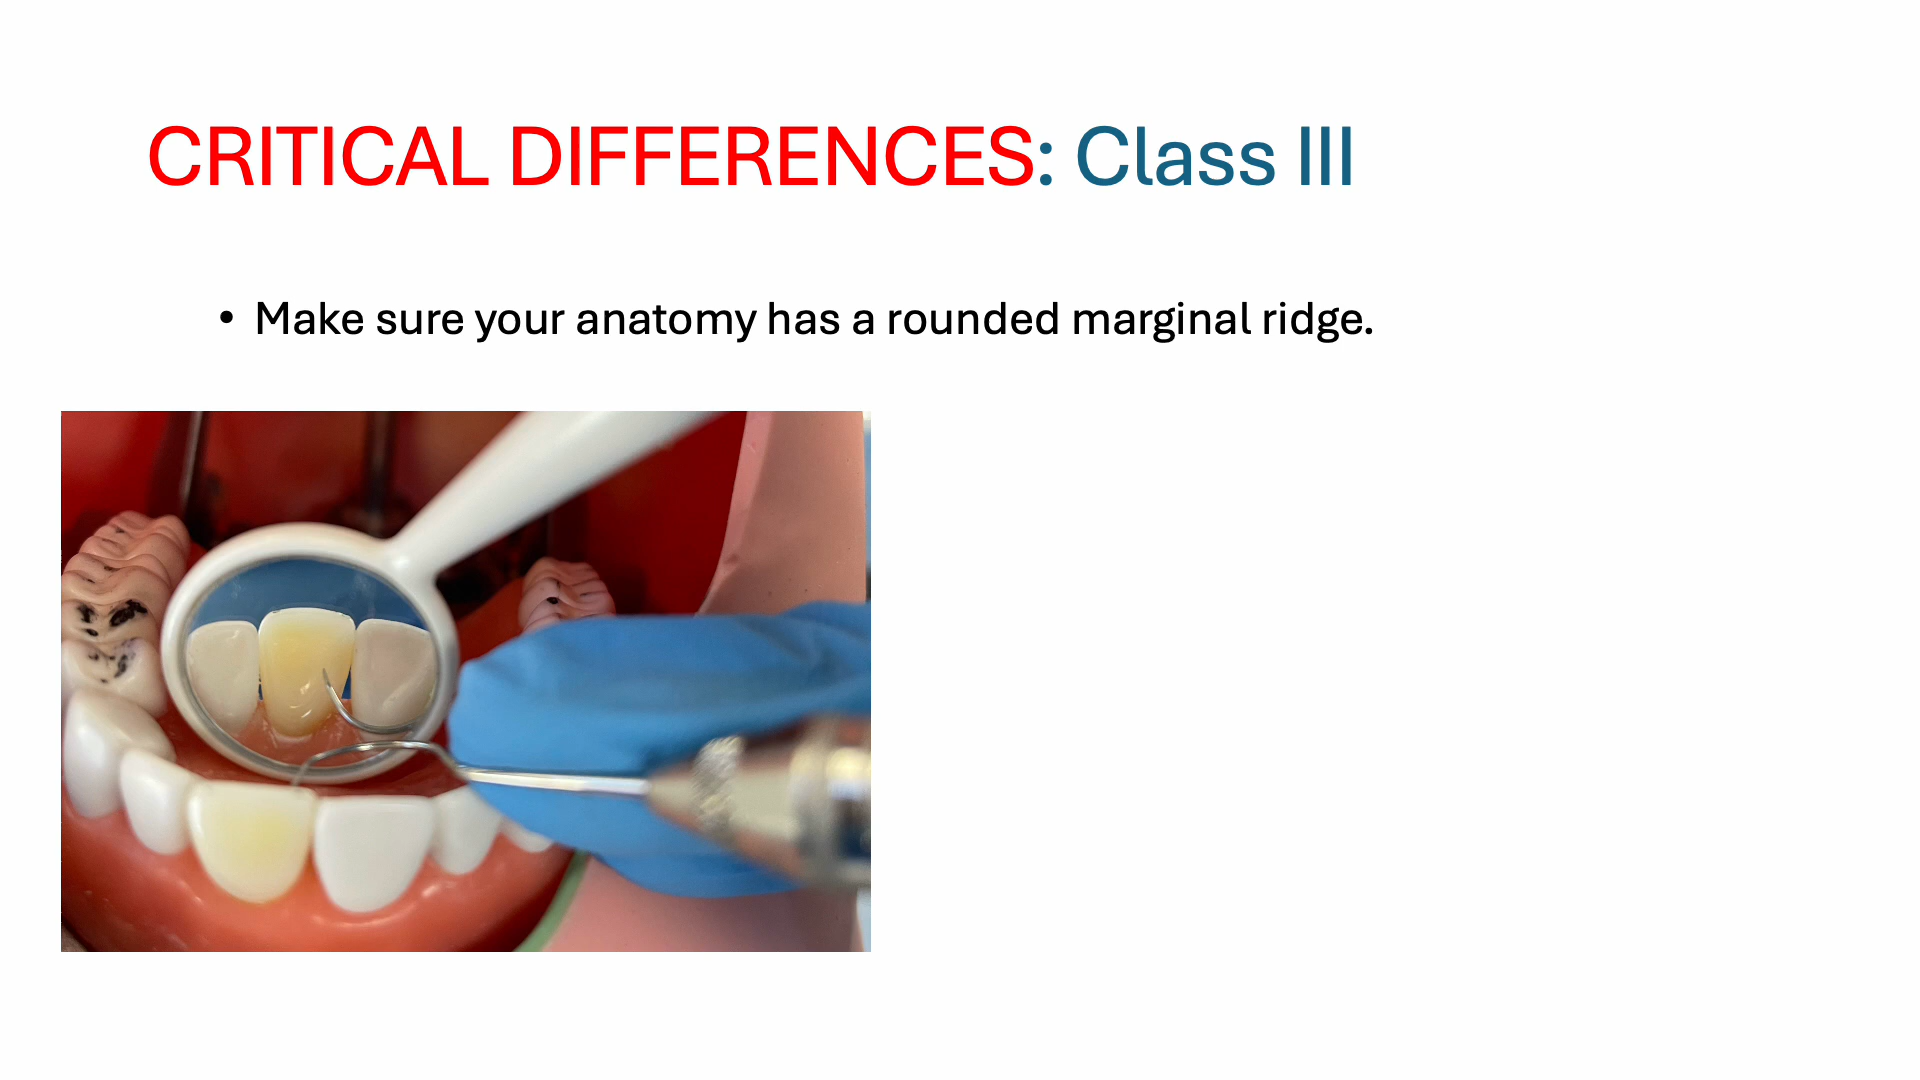 CRITICAL DIFFERENCES: Class III
• Make sure your anatomy has a rounded marginal ridge.